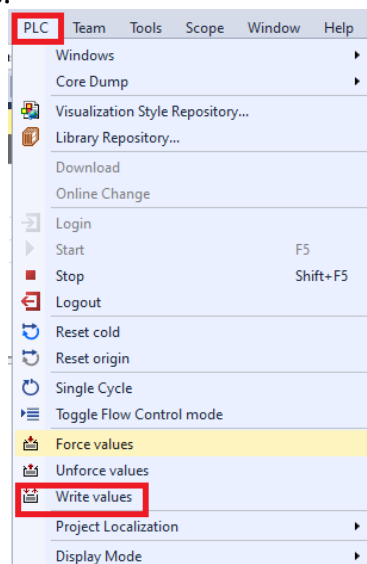 PLC Team Tools Scope Window Help
Windows
Core Dump
Visualization Style Repository...
Library Repository...
Download
Online Change
Login
Start F5
Stop Shift+F5
Logout
Reset cold
Reset origin
Single Cycle
Toggle Flow Control mode
Force values
Unforce values
Write values
Project Localization
Display Mode